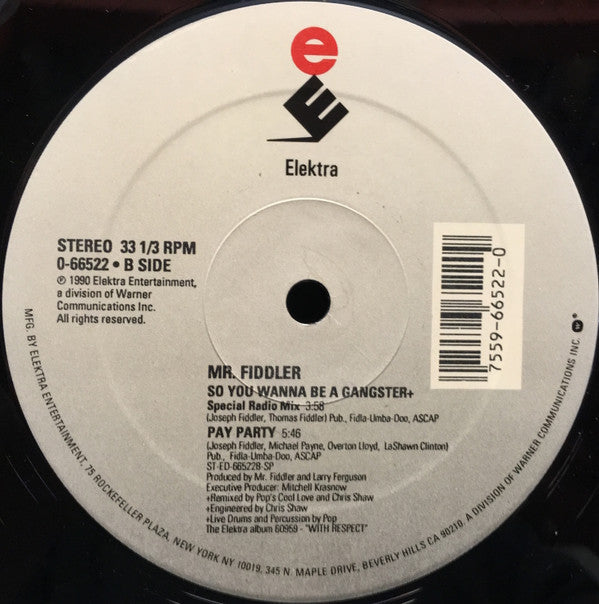 e
E
Elektra
STEREO 33 1/3 RPM
0-66522 • B SIDE
℗ 1990 Elektra Entertainment,
a division of Warner
Communications Inc.
All rights reserved.
7559-66522-0
MR. FIDDLER
SO YOU WANNA BE A GANGSTER+
Special Radio Mix 3:58
(Joseph Fiddler, Thomas Fiddler) Pub., Fidla-Umba-Doo, ASCAP
PAY PARTY 5:46
(Joseph Fiddler, Michael Payne, Overton Lloyd, LaShawn Clinton)
Pub., Fidla-Umba-Doo, ASCAP
ST-ED-66522B-SP
Produced by Mr. Fiddler and Larry Ferguson
Executive Producer: Mitchell Krasnow
+Remixed by Pop's Cool Love and Chris Shaw
+Engineered by Chris Shaw
+Live Drums and Percussion by Pop
The Elektra album 60959 - "WITH RESPECT"
MFG. BY ELEKTRA ENTERTAINMENT, 75 ROCKEFELLER PLAZA, NEW YORK NY 10019, 345 N. MAPLE DRIVE, BEVERLY HILLS CA 90210. A DIVISION OF WARNER COMMUNICATIONS INC.